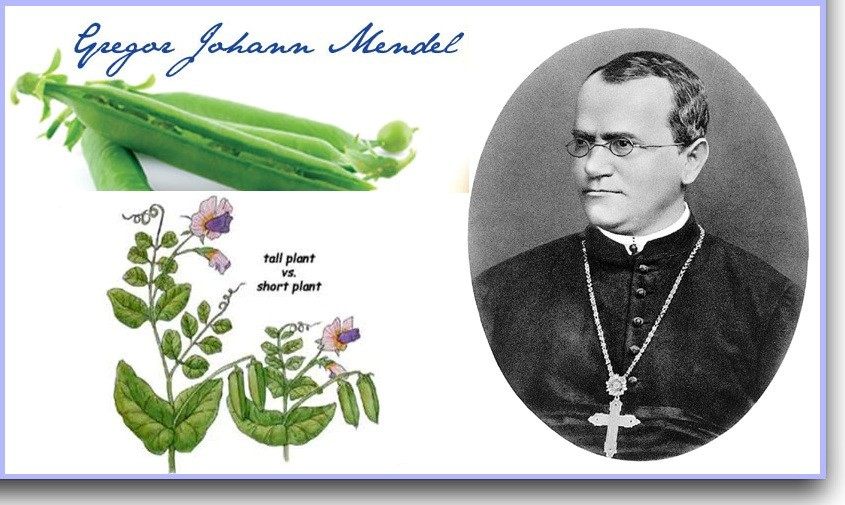 Gregor Johann Mendel
tall plant
vs.
short plant